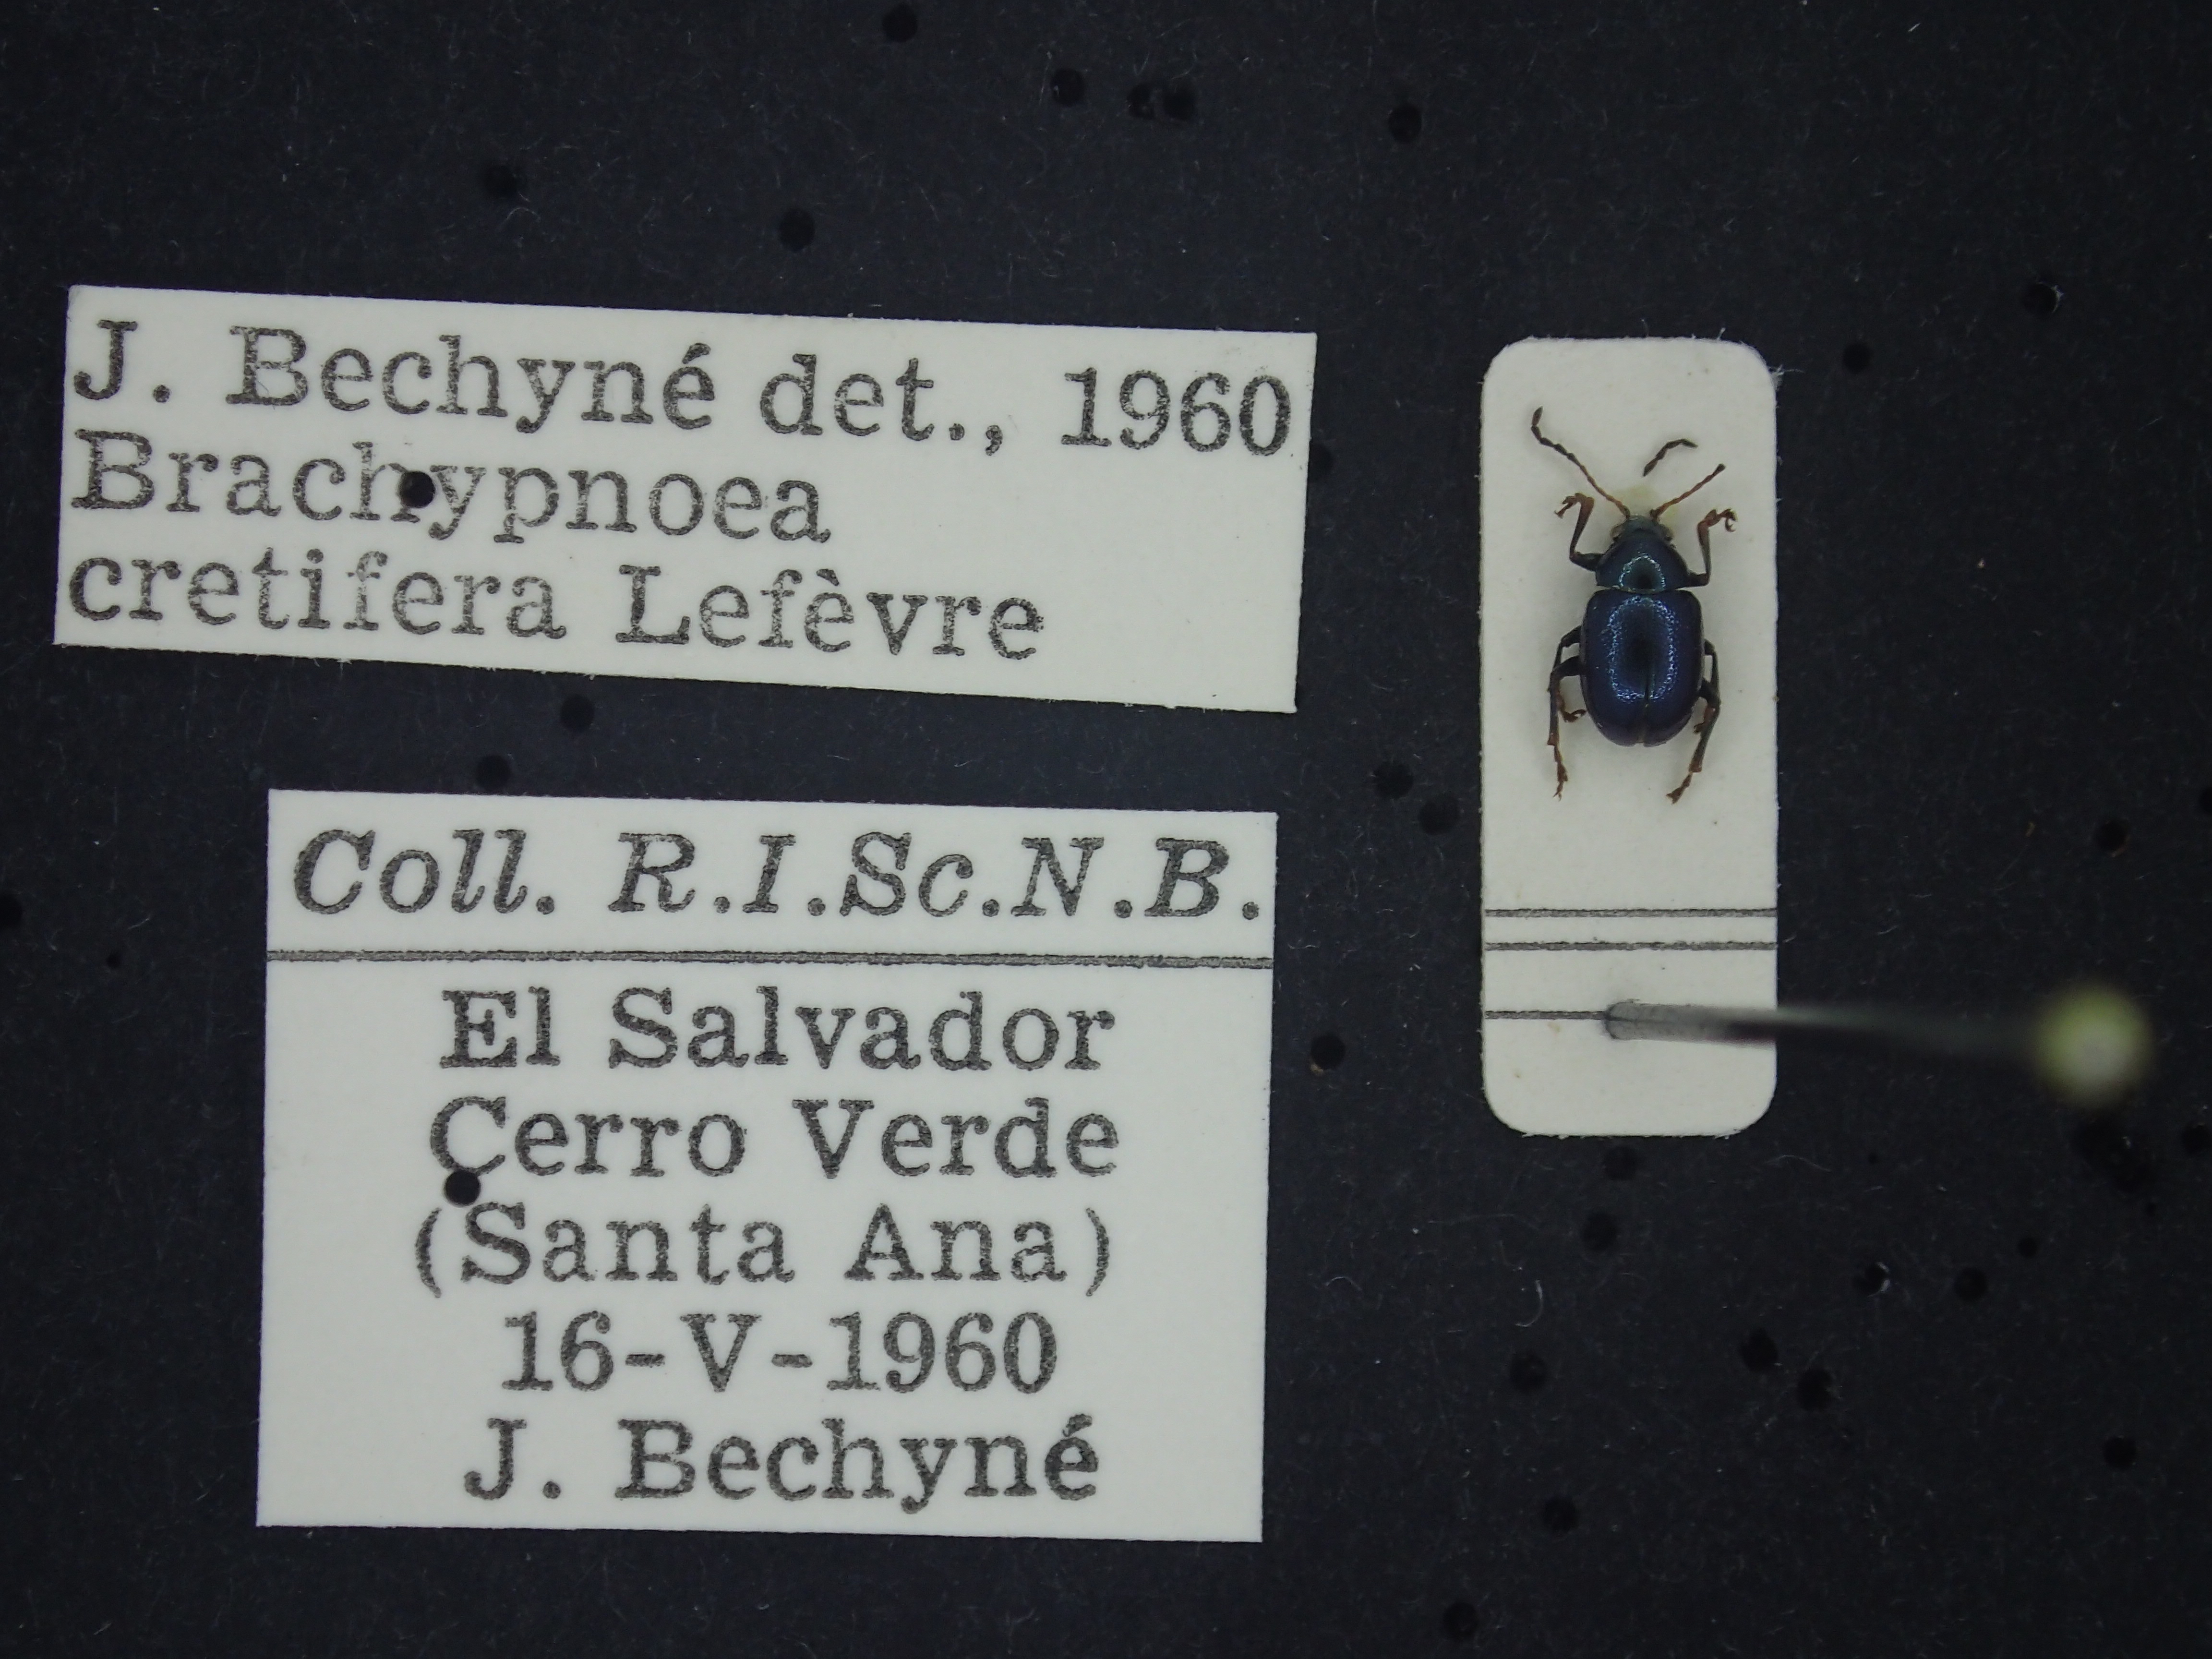 J. Bechyné det., 1960
Brachypnoea
cretifera Lefèvre
Coll. R.I.Sc.N.B.
El Salvador
Cerro Verde
(Santa Ana)
16-V-1960
J. Bechyné